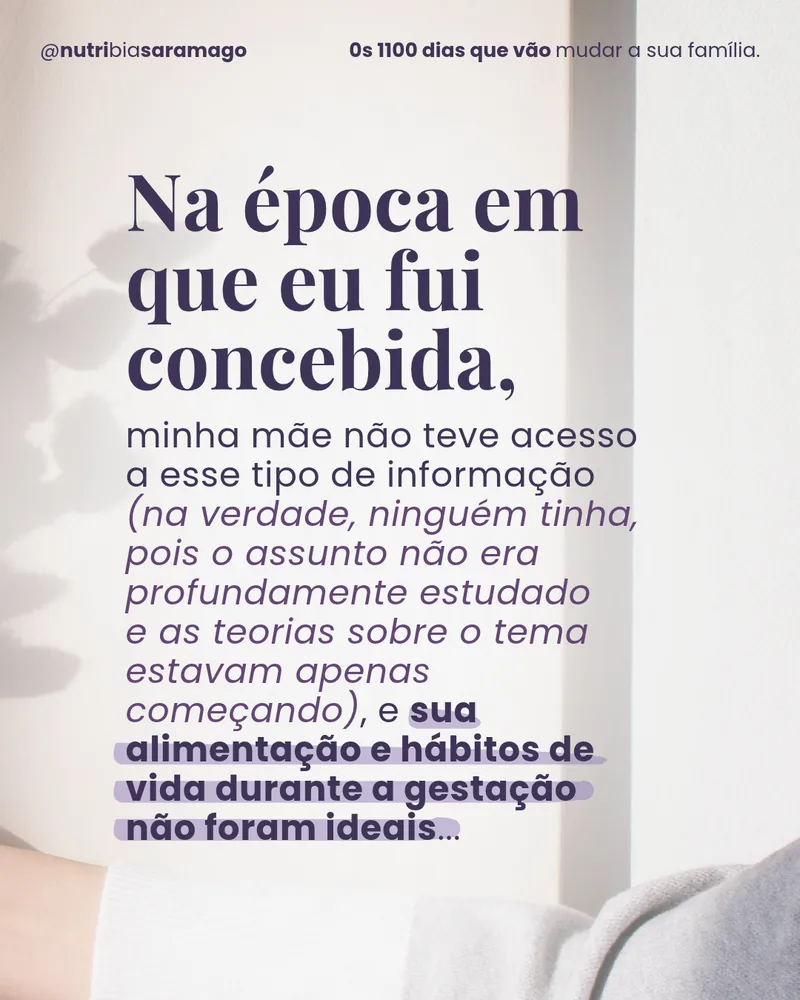 @nutribiasaramago
0s 1100 dias que vão mudar a sua família.
Na época em
que eu fui
concebida,
minha mãe não teve acesso
a esse tipo de informação
(na verdade, ninguém tinha,
pois o assunto não era
profundamente estudado
e as teorias sobre o tema
estavam apenas
começando), e sua
alimentação e hábitos de
vida durante a gestação
não foram ideais...